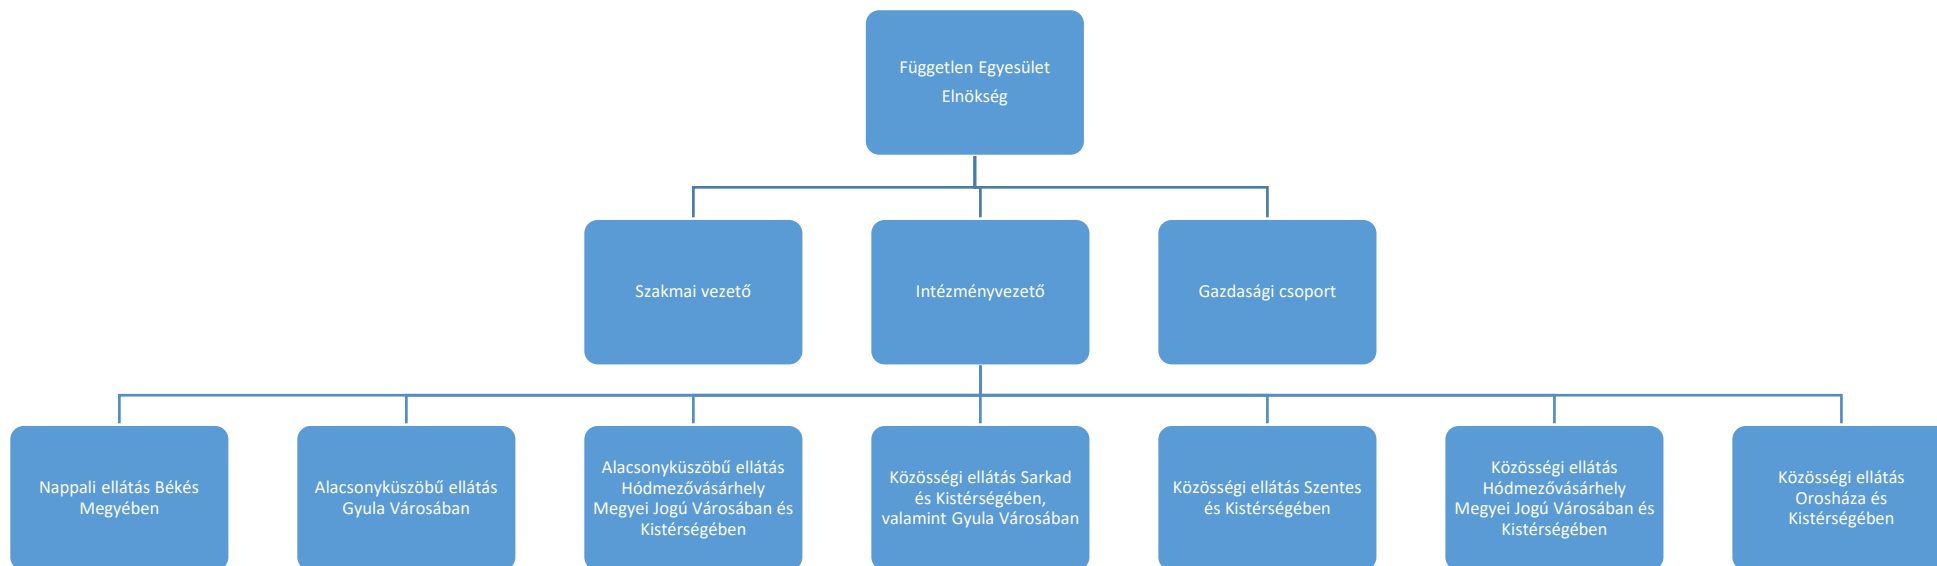 Független Egyesület
Elnökség
Szakmai vezető
Intézményvezető
Gazdasági csoport
Nappali ellátás Békés
Megyében
Alacsonyküszöbű ellátás
Gyula Városában
Alacsonyküszöbű ellátás
Hódmezővásárhely
Megyei Jogú Városában és
Kistérségében
Közösségi ellátás Sarkad
és Kistérségében,
valamint Gyula Városában
Közösségi ellátás Szentes
és Kistérségében
Közösségi ellátás
Hódmezővásárhely
Megyei Jogú Városában és
Kistérségében
Közösségi ellátás
Orosháza és
Kistérségében